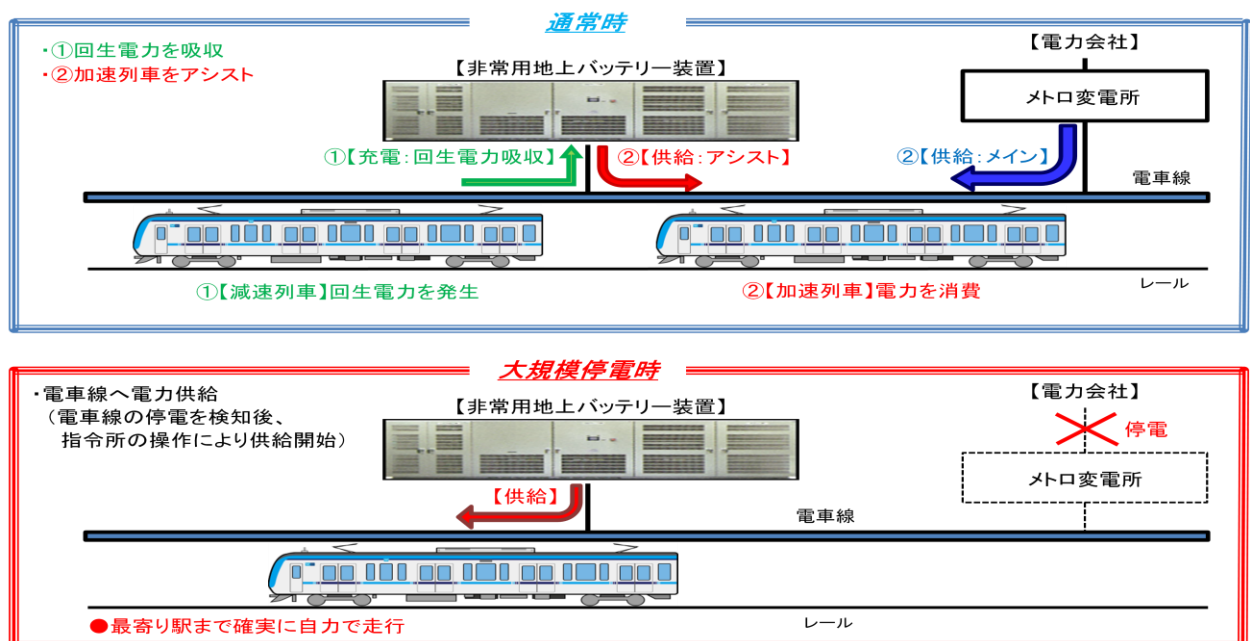 通常時
・①回生電力を吸収
・②加速列車をアシスト
【非常用地上バッテリー装置】
【電力会社】
メトロ変電所
①【充電：回生電力吸収】
②【供給：アシスト】
②【供給：メイン】
電車線
①【減速列車】回生電力を発生
②【加速列車】電力を消費
レール
大規模停電時
・電車線へ電力供給
（電車線の停電を検知後、
指令所の操作により供給開始）
【非常用地上バッテリー装置】
【電力会社】
停電
メトロ変電所
【供給】
電車線
●最寄り駅まで確実に自力で走行
レール